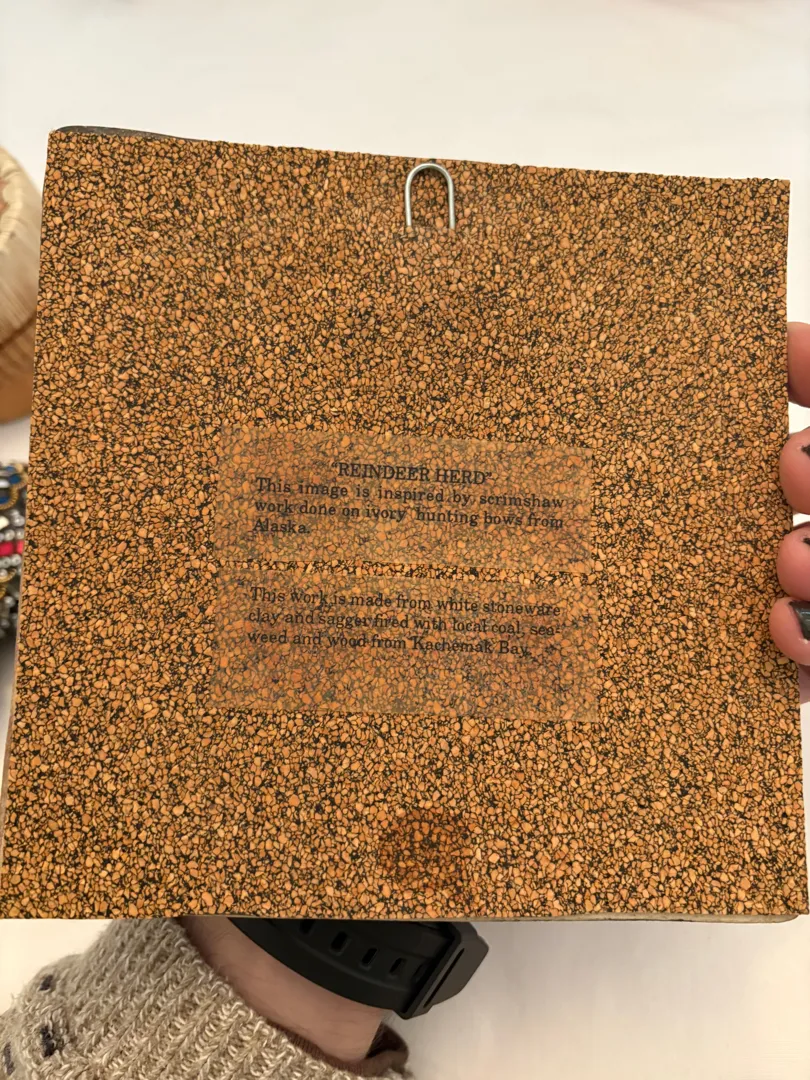 "REINDEER HERD"
This image is inspired by scrimshaw
work done on ivory hunting bows from
Alaska.
This work is made from white stoneware
clay and sagger fired with local coal, sea-
weed and wood from Kachemak Bay.